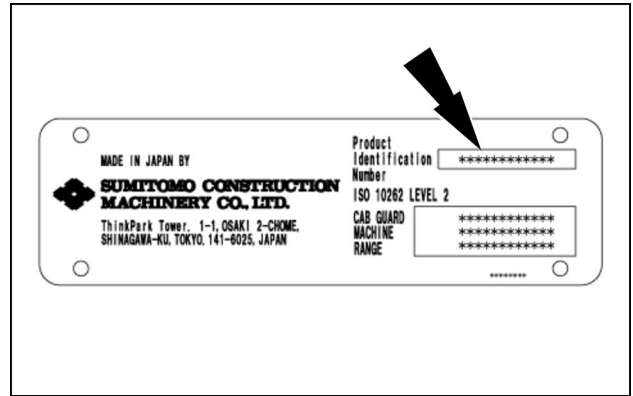 MADE IN JAPAN BY
SUMITOMO CONSTRUCTION
MACHINERY CO., LTD.
ThinkPark Tower. 1-1, OSAKI 2-CHOME,
SHINAGAWA-KU, TOKYO. 141-6025, JAPAN
Product
Identification
Number
************
ISO 10262 LEVEL 2
CAB GUARD
MACHINE
RANGE
************
************
************
********